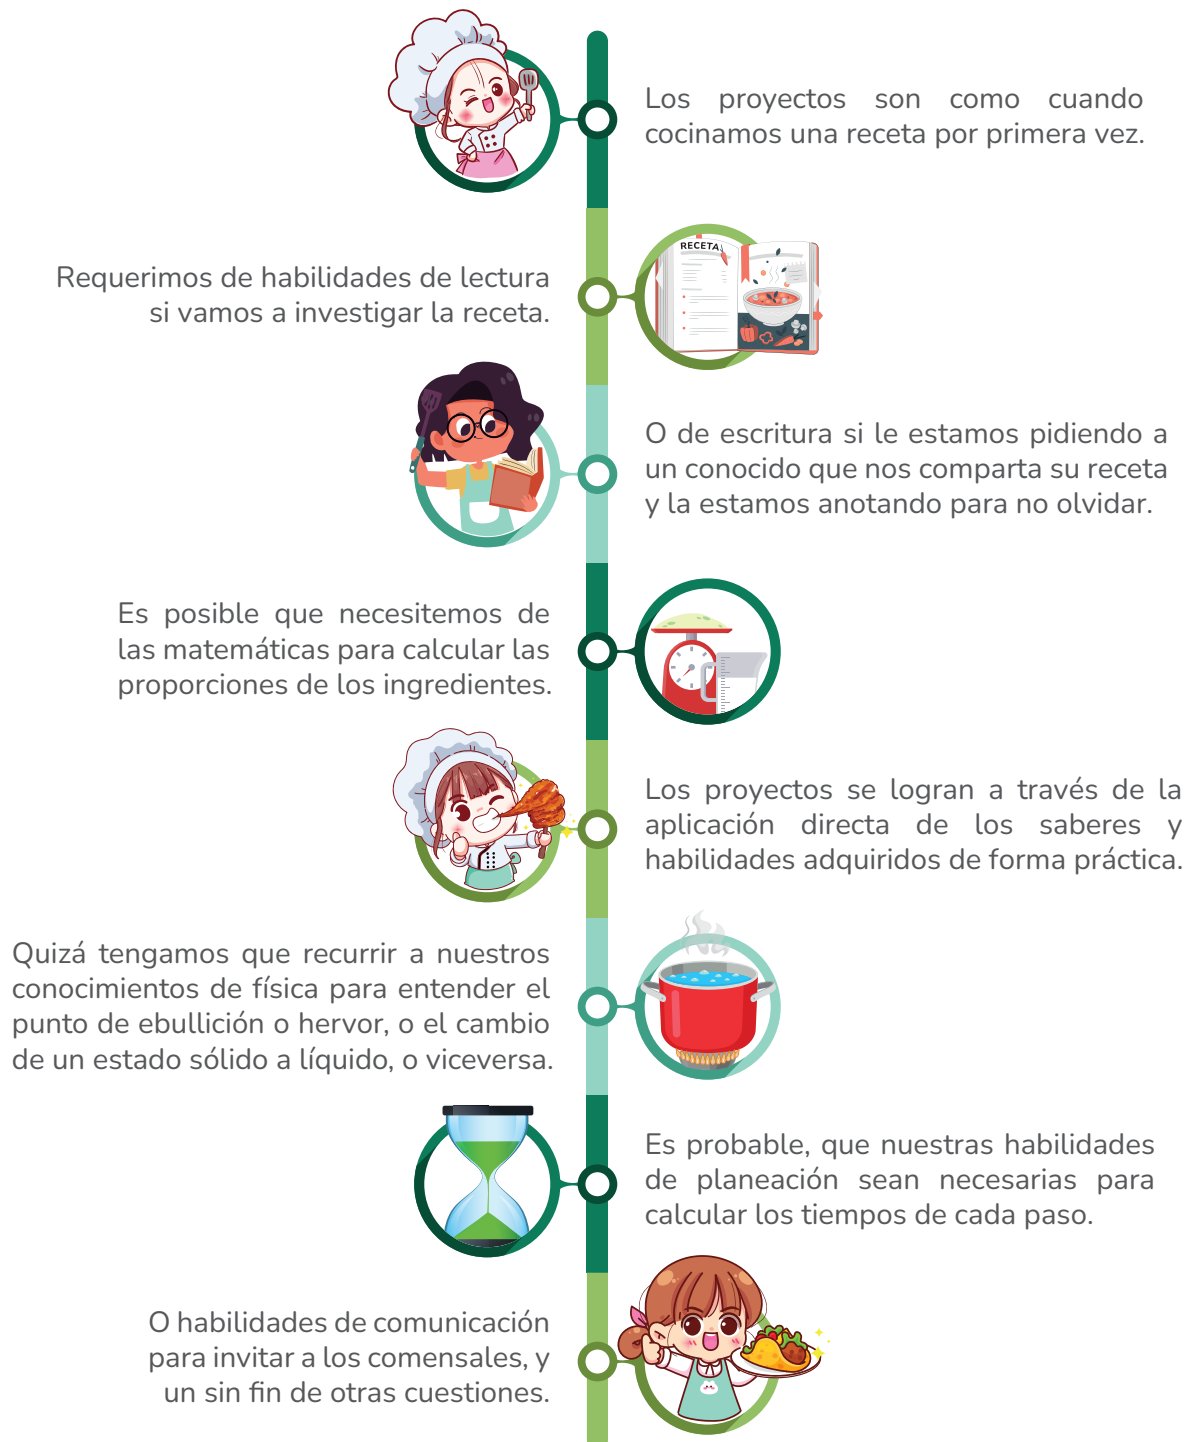 Los proyectos son como cuando
cocinamos una receta por primera vez.
RECETA
Requerimos de habilidades de lectura
si vamos a investigar la receta.
O de escritura si le estamos pidiendo a
un conocido que nos comparta su receta
y la estamos anotando para no olvidar.
Es posible que necesitemos de
las matemáticas para calcular las
proporciones de los ingredientes.
Los proyectos se logran a través de la
aplicación directa de los saberes y
habilidades adquiridos de forma práctica.
Quizá tengamos que recurrir a nuestros
conocimientos de física para entender el
punto de ebullición o hervor, o el cambio
de un estado sólido a líquido, o viceversa.
Es probable, que nuestras habilidades
de planeación sean necesarias para
calcular los tiempos de cada paso.
O habilidades de comunicación
para invitar a los comensales, y
un sin fin de otras cuestiones.